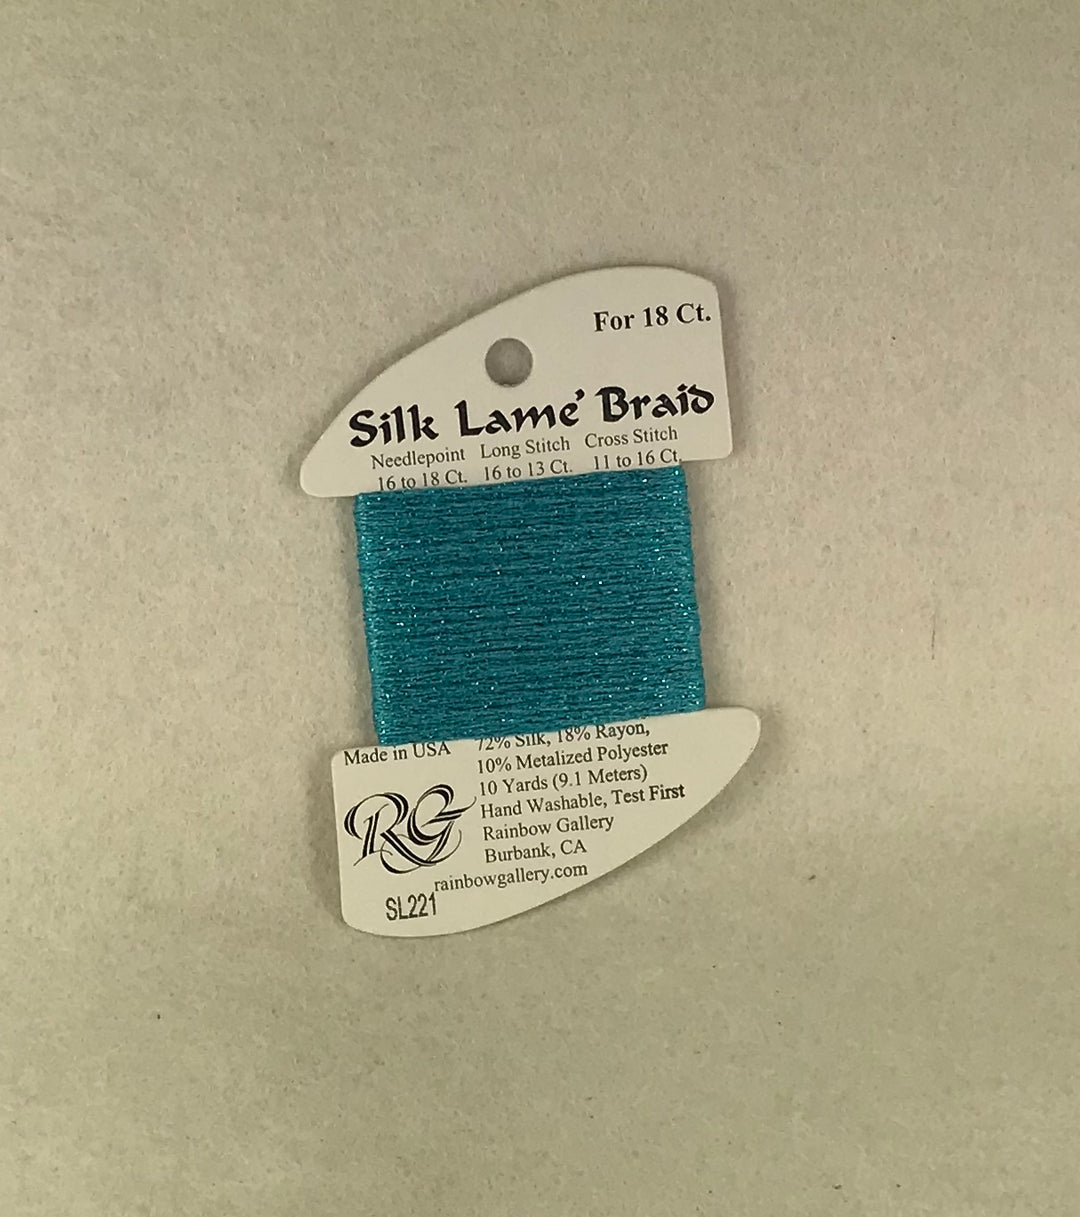 For 18 Ct.
Silk Lame' Braid
Needlepoint Long Stitch Cross Stitch
16 to 18 Ct. 16 to 13 Ct. 11 to 16 Ct.
Made in USA
72% Silk, 18% Rayon,
10% Metalized Polyester
10 Yards (9.1 Meters)
Hand Washable, Test First
Rainbow Gallery
Burbank, CA
rainbowgallery.com
RG
SL221